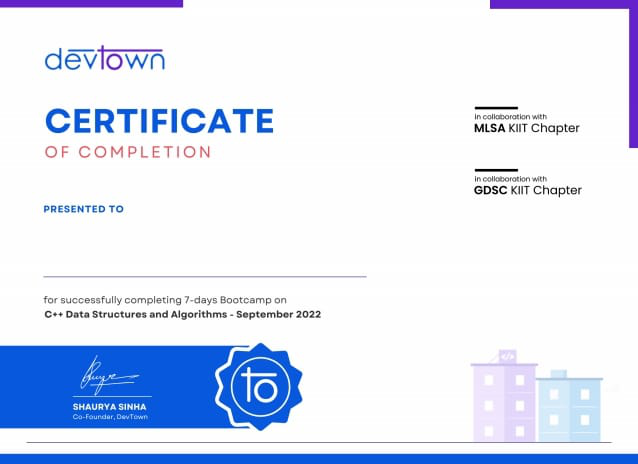 devtown
CERTIFICATE
OF COMPLETION
in collaboration with
MLSA KIIT Chapter
in collaboration with
GDSC KIIT Chapter
PRESENTED TO
for successfully completing 7-days Bootcamp on
C++ Data Structures and Algorithms - September 2022
SHAURYA SINHA
Co-Founder, DevTown
to
</>